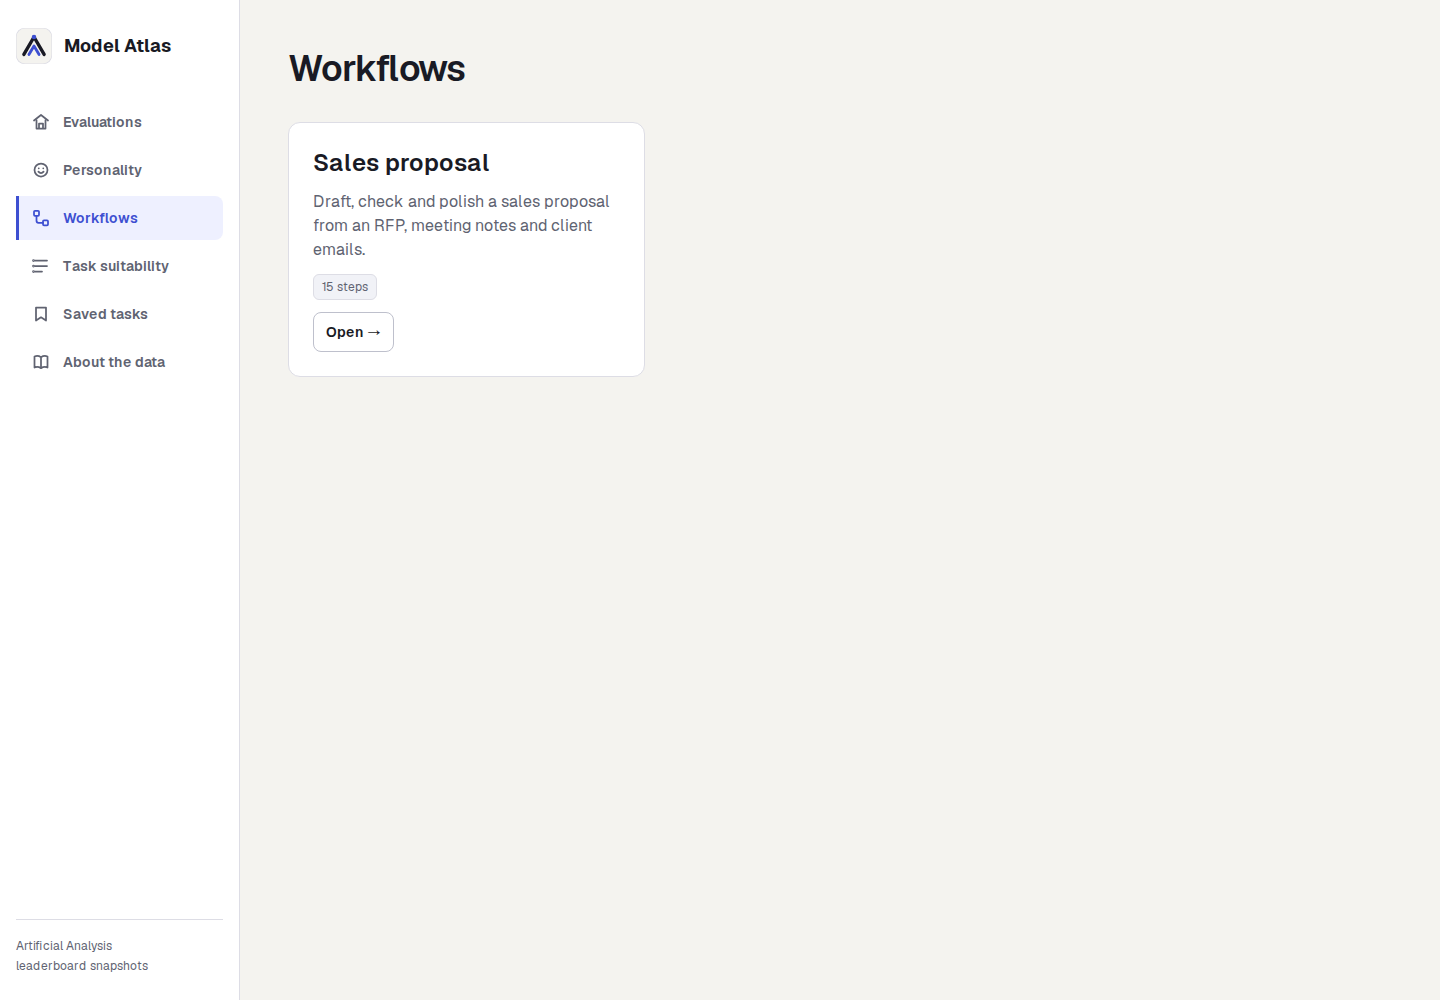 Model Atlas
Evaluations
Personality
Workflows
Task suitability
Saved tasks
About the data
Artificial Analysis
leaderboard snapshots
Workflows
Sales proposal
Draft, check and polish a sales proposal
from an RFP, meeting notes and client
emails.
15 steps
Open →